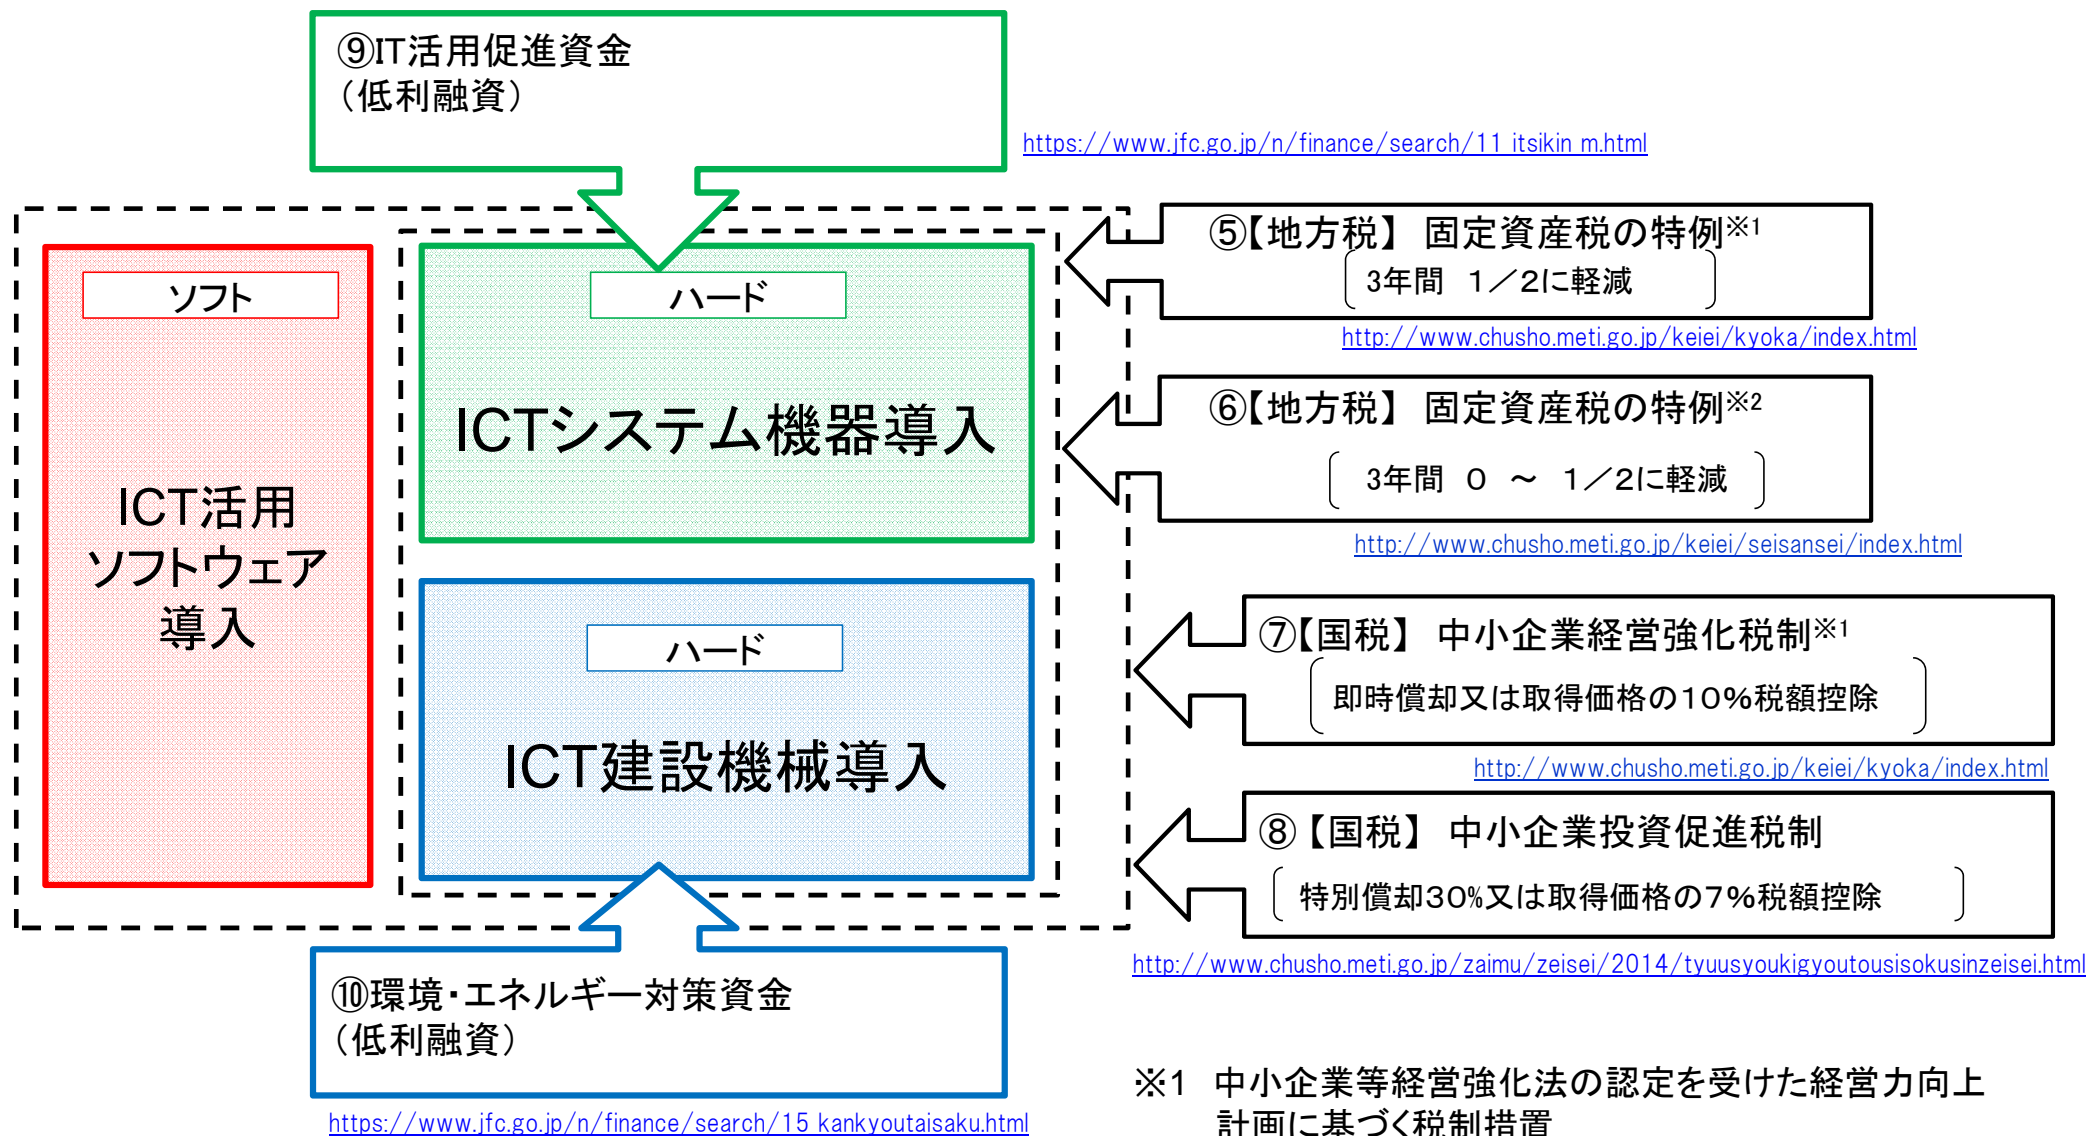 ⑨IT活用促進資金
（低利融資）
https://www.jfc.go.jp/n/finance/search/11 itsikin m.html
⑤【地方税】 固定資産税の特例※1
3年間　1／2に軽減
http://www.chusho.meti.go.jp/keiei/kyoka/index.html
⑥【地方税】 固定資産税の特例※2
3年間　０　～　１／2に軽減
http://www.chusho.meti.go.jp/keiei/seisansei/index.html
ソフト
ICT活用
ソフトウェア
導入
ハード
ICTシステム機器導入
ハード
ICT建設機械導入
⑦【国税】 中小企業経営強化税制※1
即時償却又は取得価格の１０％税額控除
http://www.chusho.meti.go.jp/keiei/kyoka/index.html
⑧【国税】 中小企業投資促進税制
特別償却３０%又は取得価格の７％税額控除
http://www.chusho.meti.go.jp/zaimu/zeisei/2014/tyuusyoukigyoutousisokusinzeisei.html
⑩環境・エネルギー対策資金
（低利融資）
https://www.jfc.go.jp/n/finance/search/15 kankyoutaisaku.html
※1　中小企業等経営強化法の認定を受けた経営力向上
計画に基づく税制措置